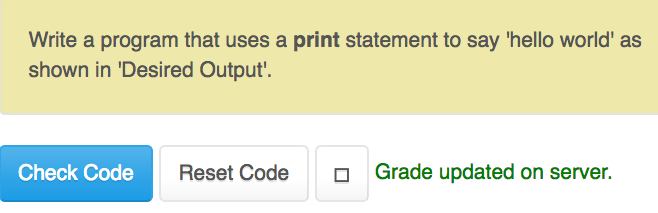 Write a program that uses a print statement to say 'hello world' as
shown in 'Desired Output'.
Check Code Reset Code Grade updated on server.